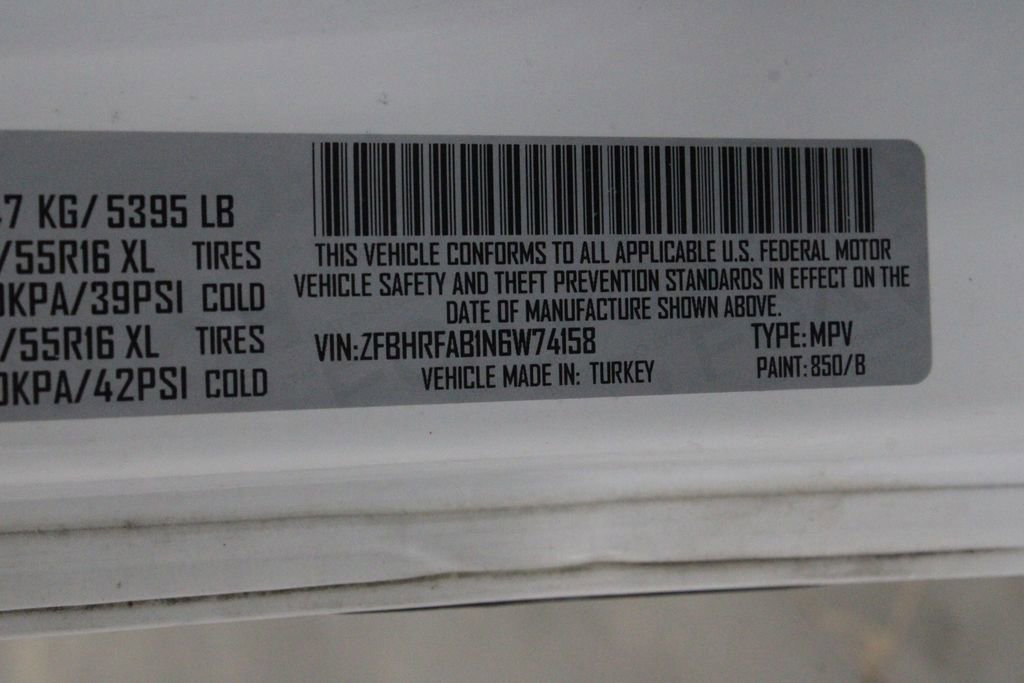 47 KG/ 5395 LB
/55R16 XL TIRES
0KPA/39PSI COLD
/55R16 XL TIRES
0KPA/42PSI COLD
THIS VEHICLE CONFORMS TO ALL APPLICABLE U.S. FEDERAL MOTOR
VEHICLE SAFETY AND THEFT PREVENTION STANDARDS IN EFFECT ON THE
DATE OF MANUFACTURE SHOWN ABOVE.
VIN:ZFBHRFAB1N6W74158 TYPE:MPV
VEHICLE MADE IN: TURKEY PAINT:850/B